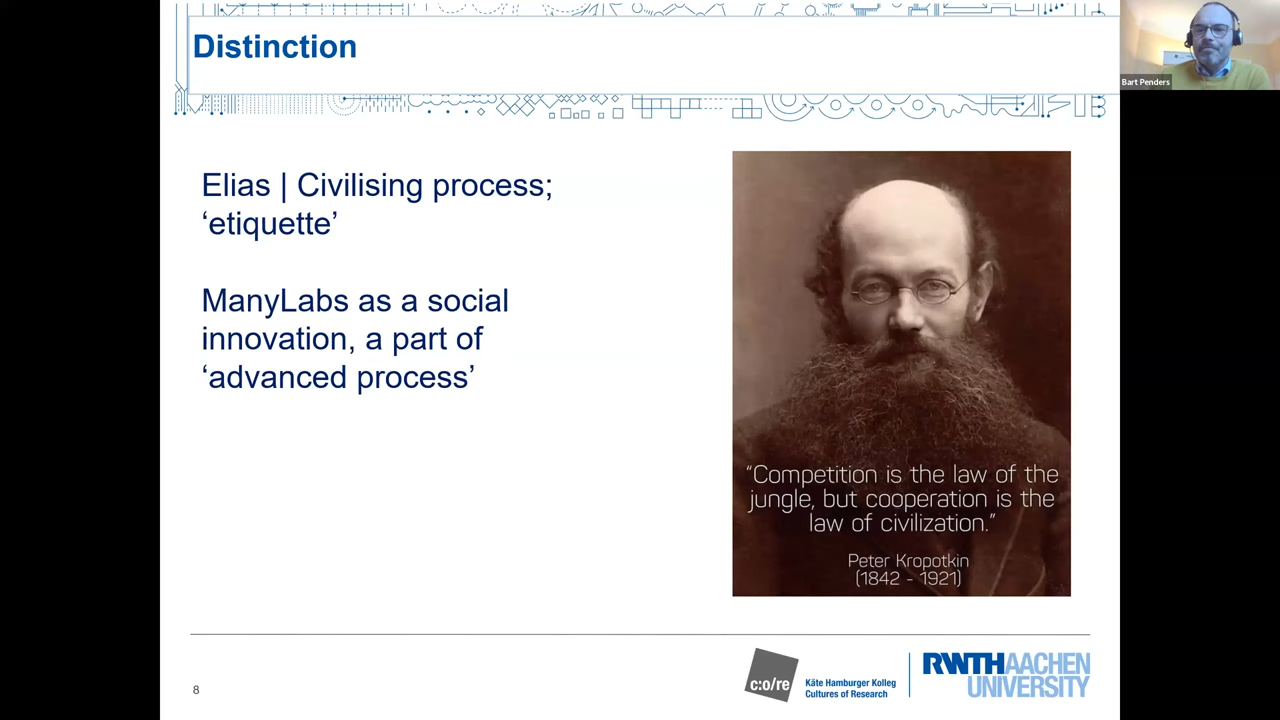 Distinction
Bart Penders
Elias | Civilising process;
‘etiquette’
ManyLabs as a social
innovation, a part of
‘advanced process’
“Competition is the law of the
jungle, but cooperation is the
law of civilization.”
Peter Kropotkin
(1842 - 1921)
8
c:o/re
Käte Hamburger Kolleg
Cultures of Research
RWTHAACHEN
UNIVERSITY